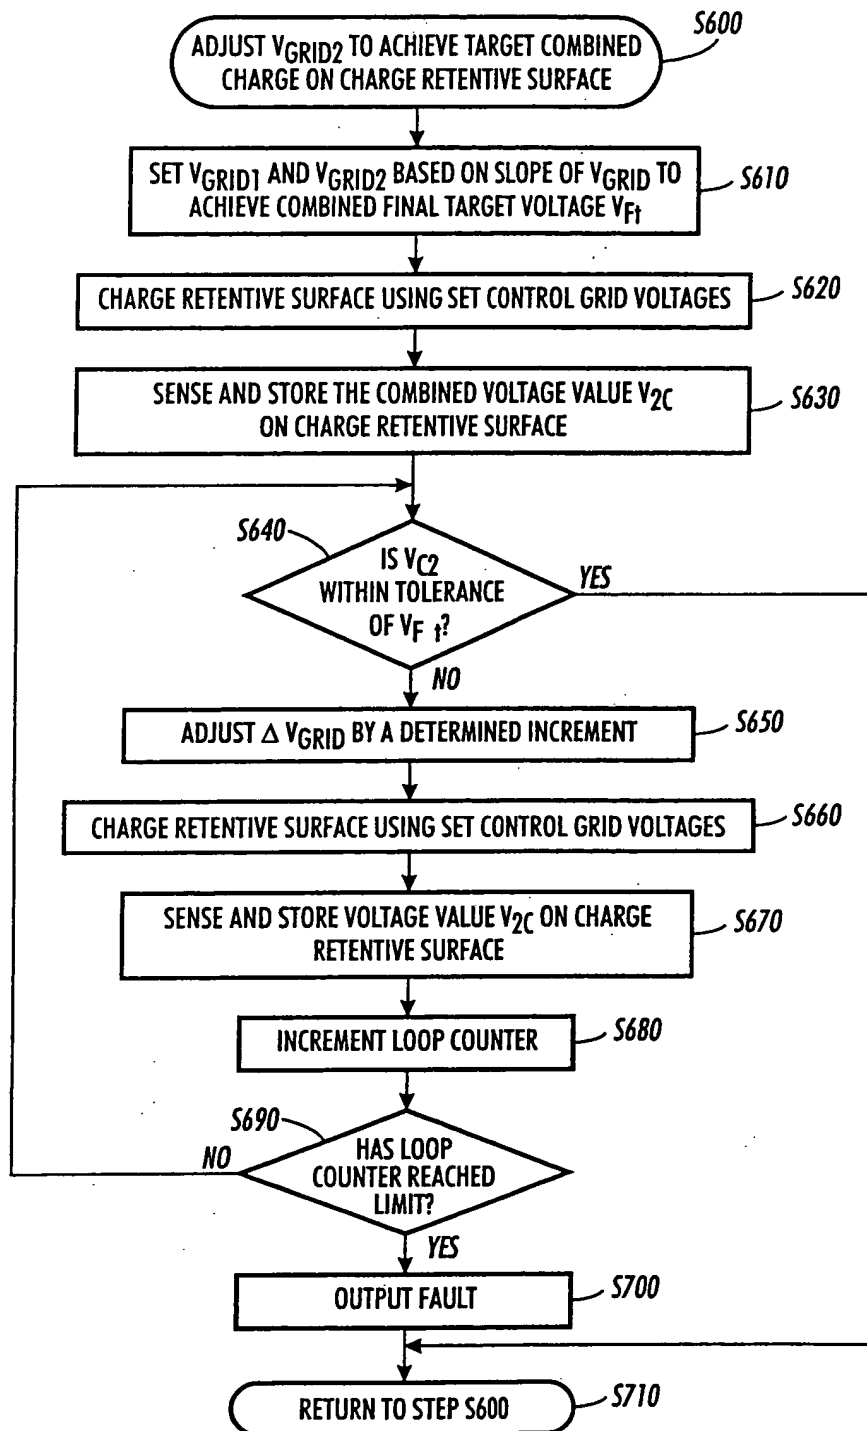 S600
ADJUST VGRID2 TO ACHIEVE TARGET COMBINED
CHARGE ON CHARGE RETENTIVE SURFACE
SET VGRID1 AND VGRID2 BASED ON SLOPE OF VGRID TO
ACHIEVE COMBINED FINAL TARGET VOLTAGE VFt
S610
CHARGE RETENTIVE SURFACE USING SET CONTROL GRID VOLTAGES
S620
SENSE AND STORE THE COMBINED VOLTAGE VALUE V2C
ON CHARGE RETENTIVE SURFACE
S630
S640
IS VC2
WITHIN TOLERANCE
OF VF t?
YES
NO
ADJUST Δ VGRID BY A DETERMINED INCREMENT
S650
CHARGE RETENTIVE SURFACE USING SET CONTROL GRID VOLTAGES
S660
SENSE AND STORE VOLTAGE VALUE V2C ON CHARGE
RETENTIVE SURFACE
S670
INCREMENT LOOP COUNTER
S680
S690
NO
HAS LOOP
COUNTER REACHED
LIMIT?
YES
OUTPUT FAULT
S700
RETURN TO STEP S600
S710